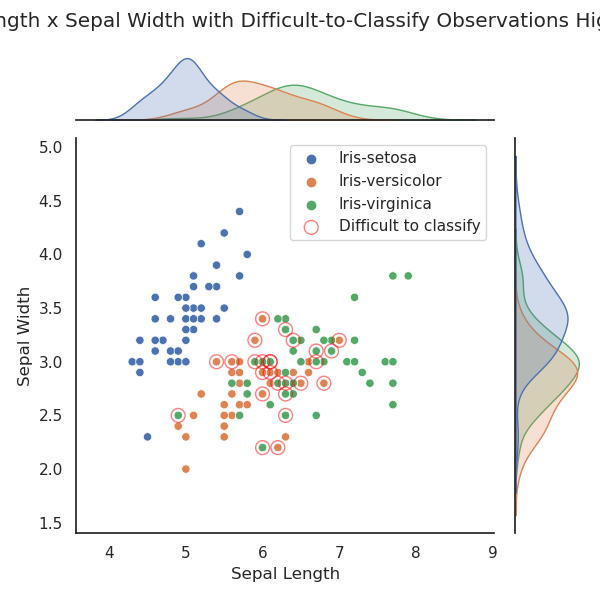 ngth x Sepal Width with Difficult-to-Classify Observations Hig
5.0
4.5
4.0
3.5
3.0
2.5
2.0
1.5
Sepal Width
Iris-setosa
Iris-versicolor
Iris-virginica
Difficult to classify
4 5 6 7 8 9
Sepal Length